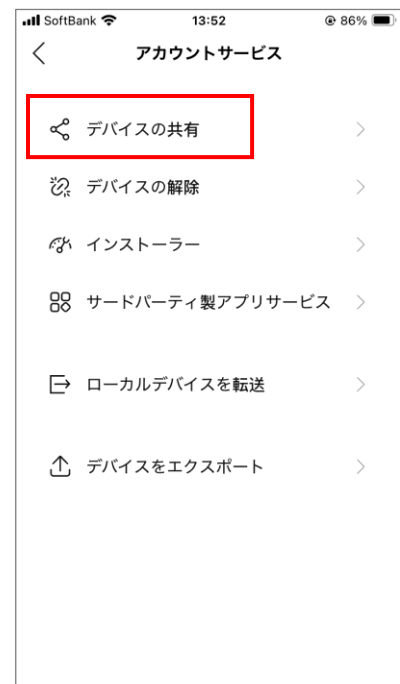 SoftBank 13:52 86%
アカウントサービス
デバイスの共有
デバイスの解除
インストーラー
サードパーティ製アプリサービス
ローカルデバイスを転送
デバイスをエクスポート